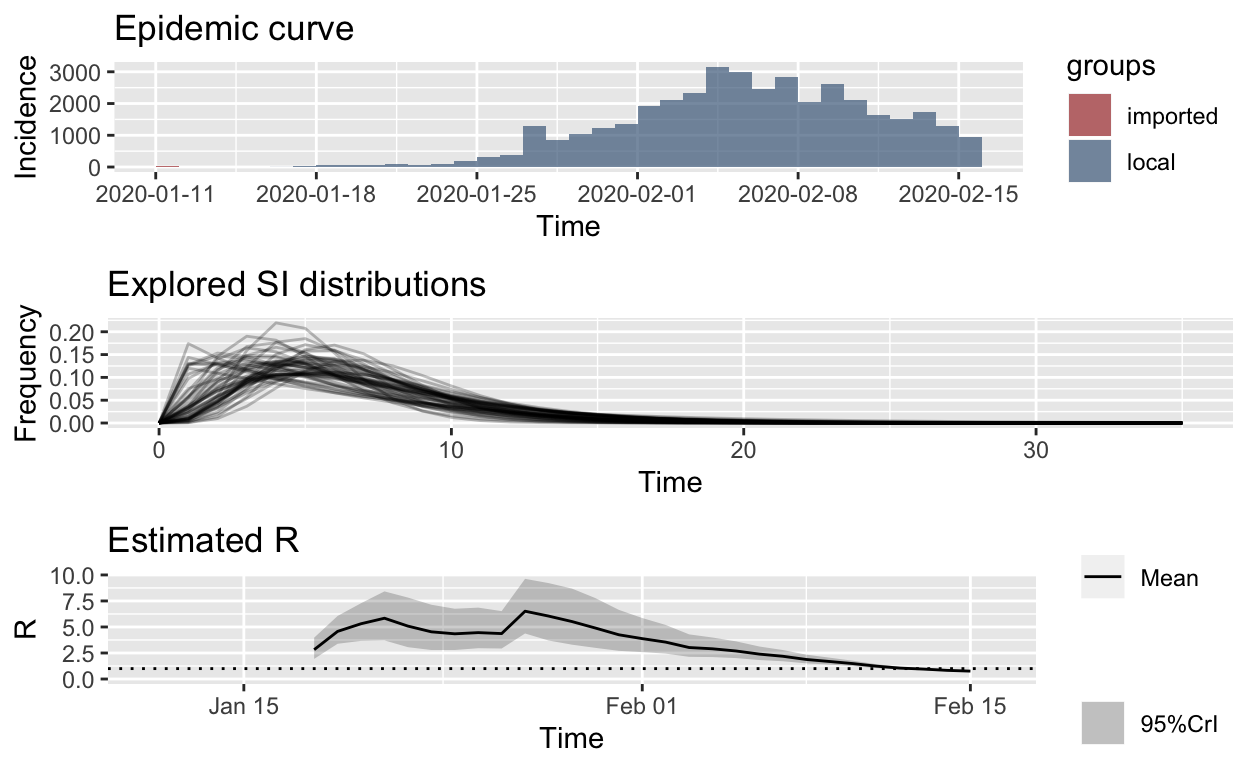 Epidemic curve
Incidence
3000
2000
1000
0
2020-01-11 2020-01-18 2020-01-25 2020-02-01 2020-02-08 2020-02-15
Time
groups
imported
local
Explored SI distributions
Frequency
0.20
0.15
0.10
0.05
0.00
0 10 20 30
Time
Estimated R
R
10.0
7.5
5.0
2.5
0.0
Jan 15 Feb 01 Feb 15
Time
Mean
95%CrI